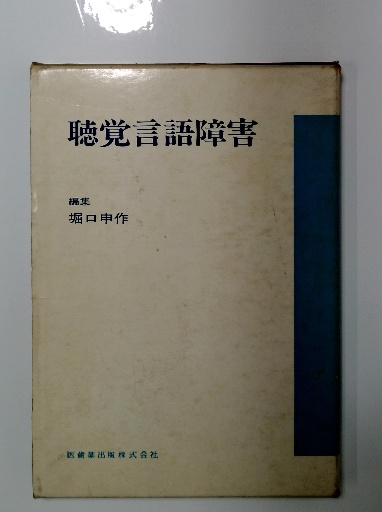 聴覚言語障害
編集
堀口申作
医歯薬出版株式会社